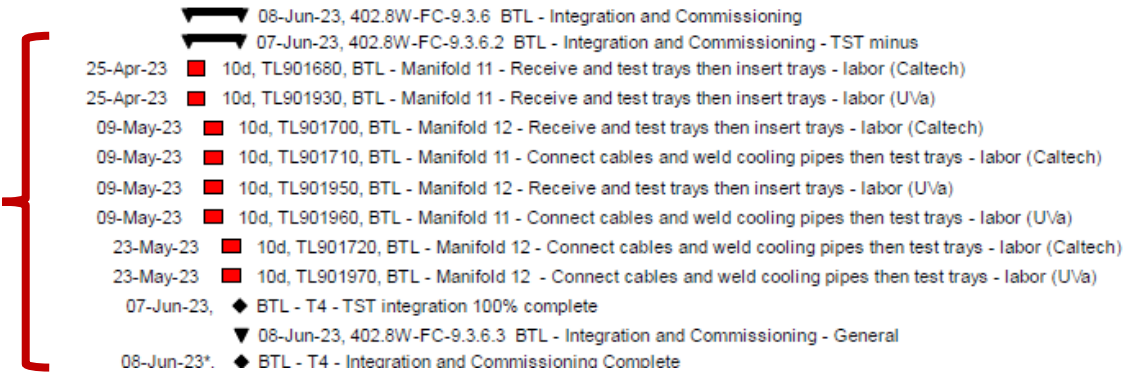 08-Jun-23, 402.8W-FC-9.3.6 BTL - Integration and Commissioning
07-Jun-23, 402.8W-FC-9.3.6.2 BTL - Integration and Commissioning - TST minus
25-Apr-23 10d, TL901680, BTL - Manifold 11 - Receive and test trays then insert trays - labor (Caltech)
25-Apr-23 10d, TL901930, BTL - Manifold 11 - Receive and test trays then insert trays - labor (UVa)
09-May-23 10d, TL901700, BTL - Manifold 12 - Receive and test trays then insert trays - labor (Caltech)
09-May-23 10d, TL901710, BTL - Manifold 11 - Connect cables and weld cooling pipes then test trays - labor (Caltech)
09-May-23 10d, TL901950, BTL - Manifold 12 - Receive and test trays then insert trays - labor (UVa)
09-May-23 10d, TL901960, BTL - Manifold 11 - Connect cables and weld cooling pipes then test trays - labor (UVa)
23-May-23 10d, TL901720, BTL - Manifold 12 - Connect cables and weld cooling pipes then test trays - labor (Caltech)
23-May-23 10d, TL901970, BTL - Manifold 12 - Connect cables and weld cooling pipes then test trays - labor (UVa)
07-Jun-23, BTL - T4 - TST integration 100% complete
08-Jun-23, 402.8W-FC-9.3.6.3 BTL - Integration and Commissioning - General
08-Jun-23*, BTL - T4 - Integration and Commissioning Complete